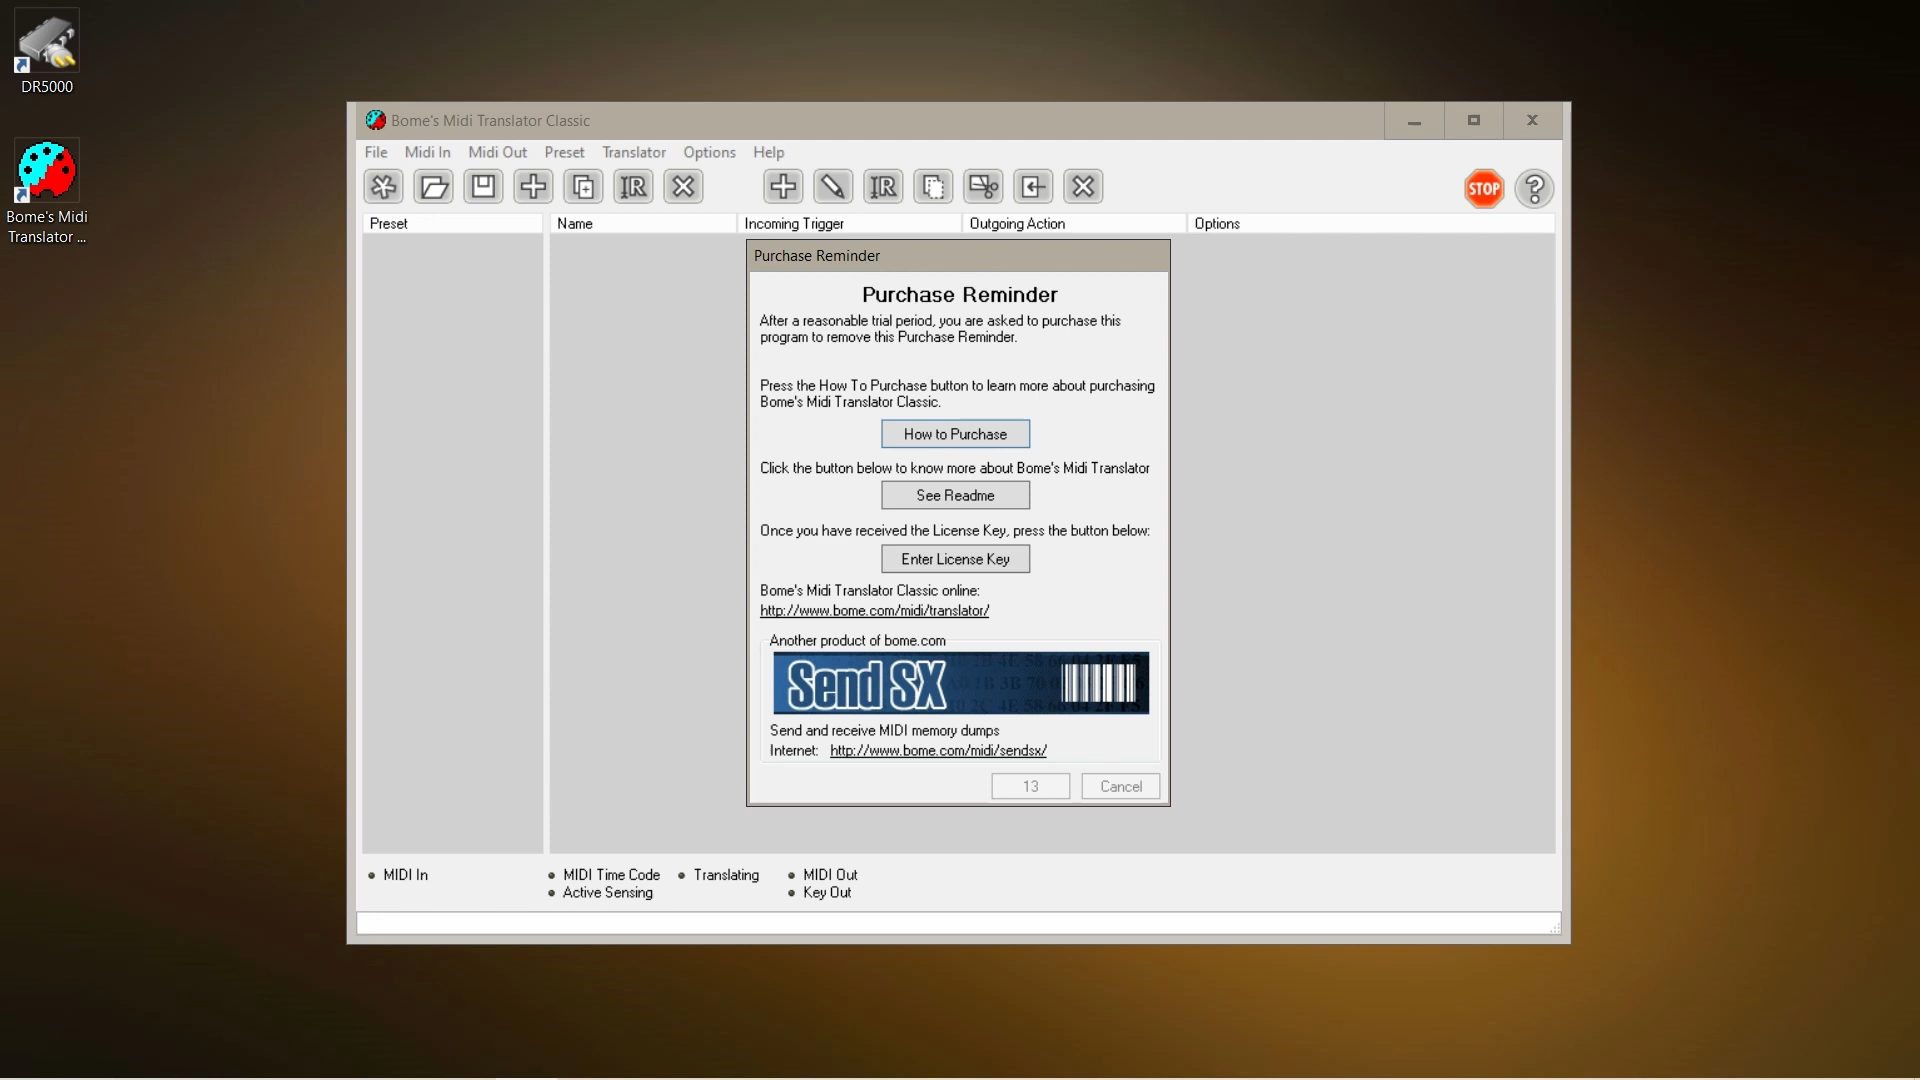 DR5000
Bome's Midi
Translator ...
Bome's Midi Translator Classic
File Midi In Midi Out Preset Translator Options Help
STOP
Preset Name Incoming Trigger Outgoing Action Options
Purchase Reminder
Purchase Reminder
After a reasonable trial period, you are asked to purchase this
program to remove this Purchase Reminder.
Press the How To Purchase button to learn more about purchasing
Bome's Midi Translator Classic.
How to Purchase
Click the button below to know more about Bome's Midi Translator
See Readme
Once you have received the License Key, press the button below:
Enter License Key
Bome's Midi Translator Classic online:
http://www.bome.com/midi/translator/
Another product of bome.com
Send SX
Send and receive MIDI memory dumps
Internet: http://www.bome.com/midi/sendsx/
13 Cancel
MIDI In MIDI Time Code Translating MIDI Out
Active Sensing Key Out